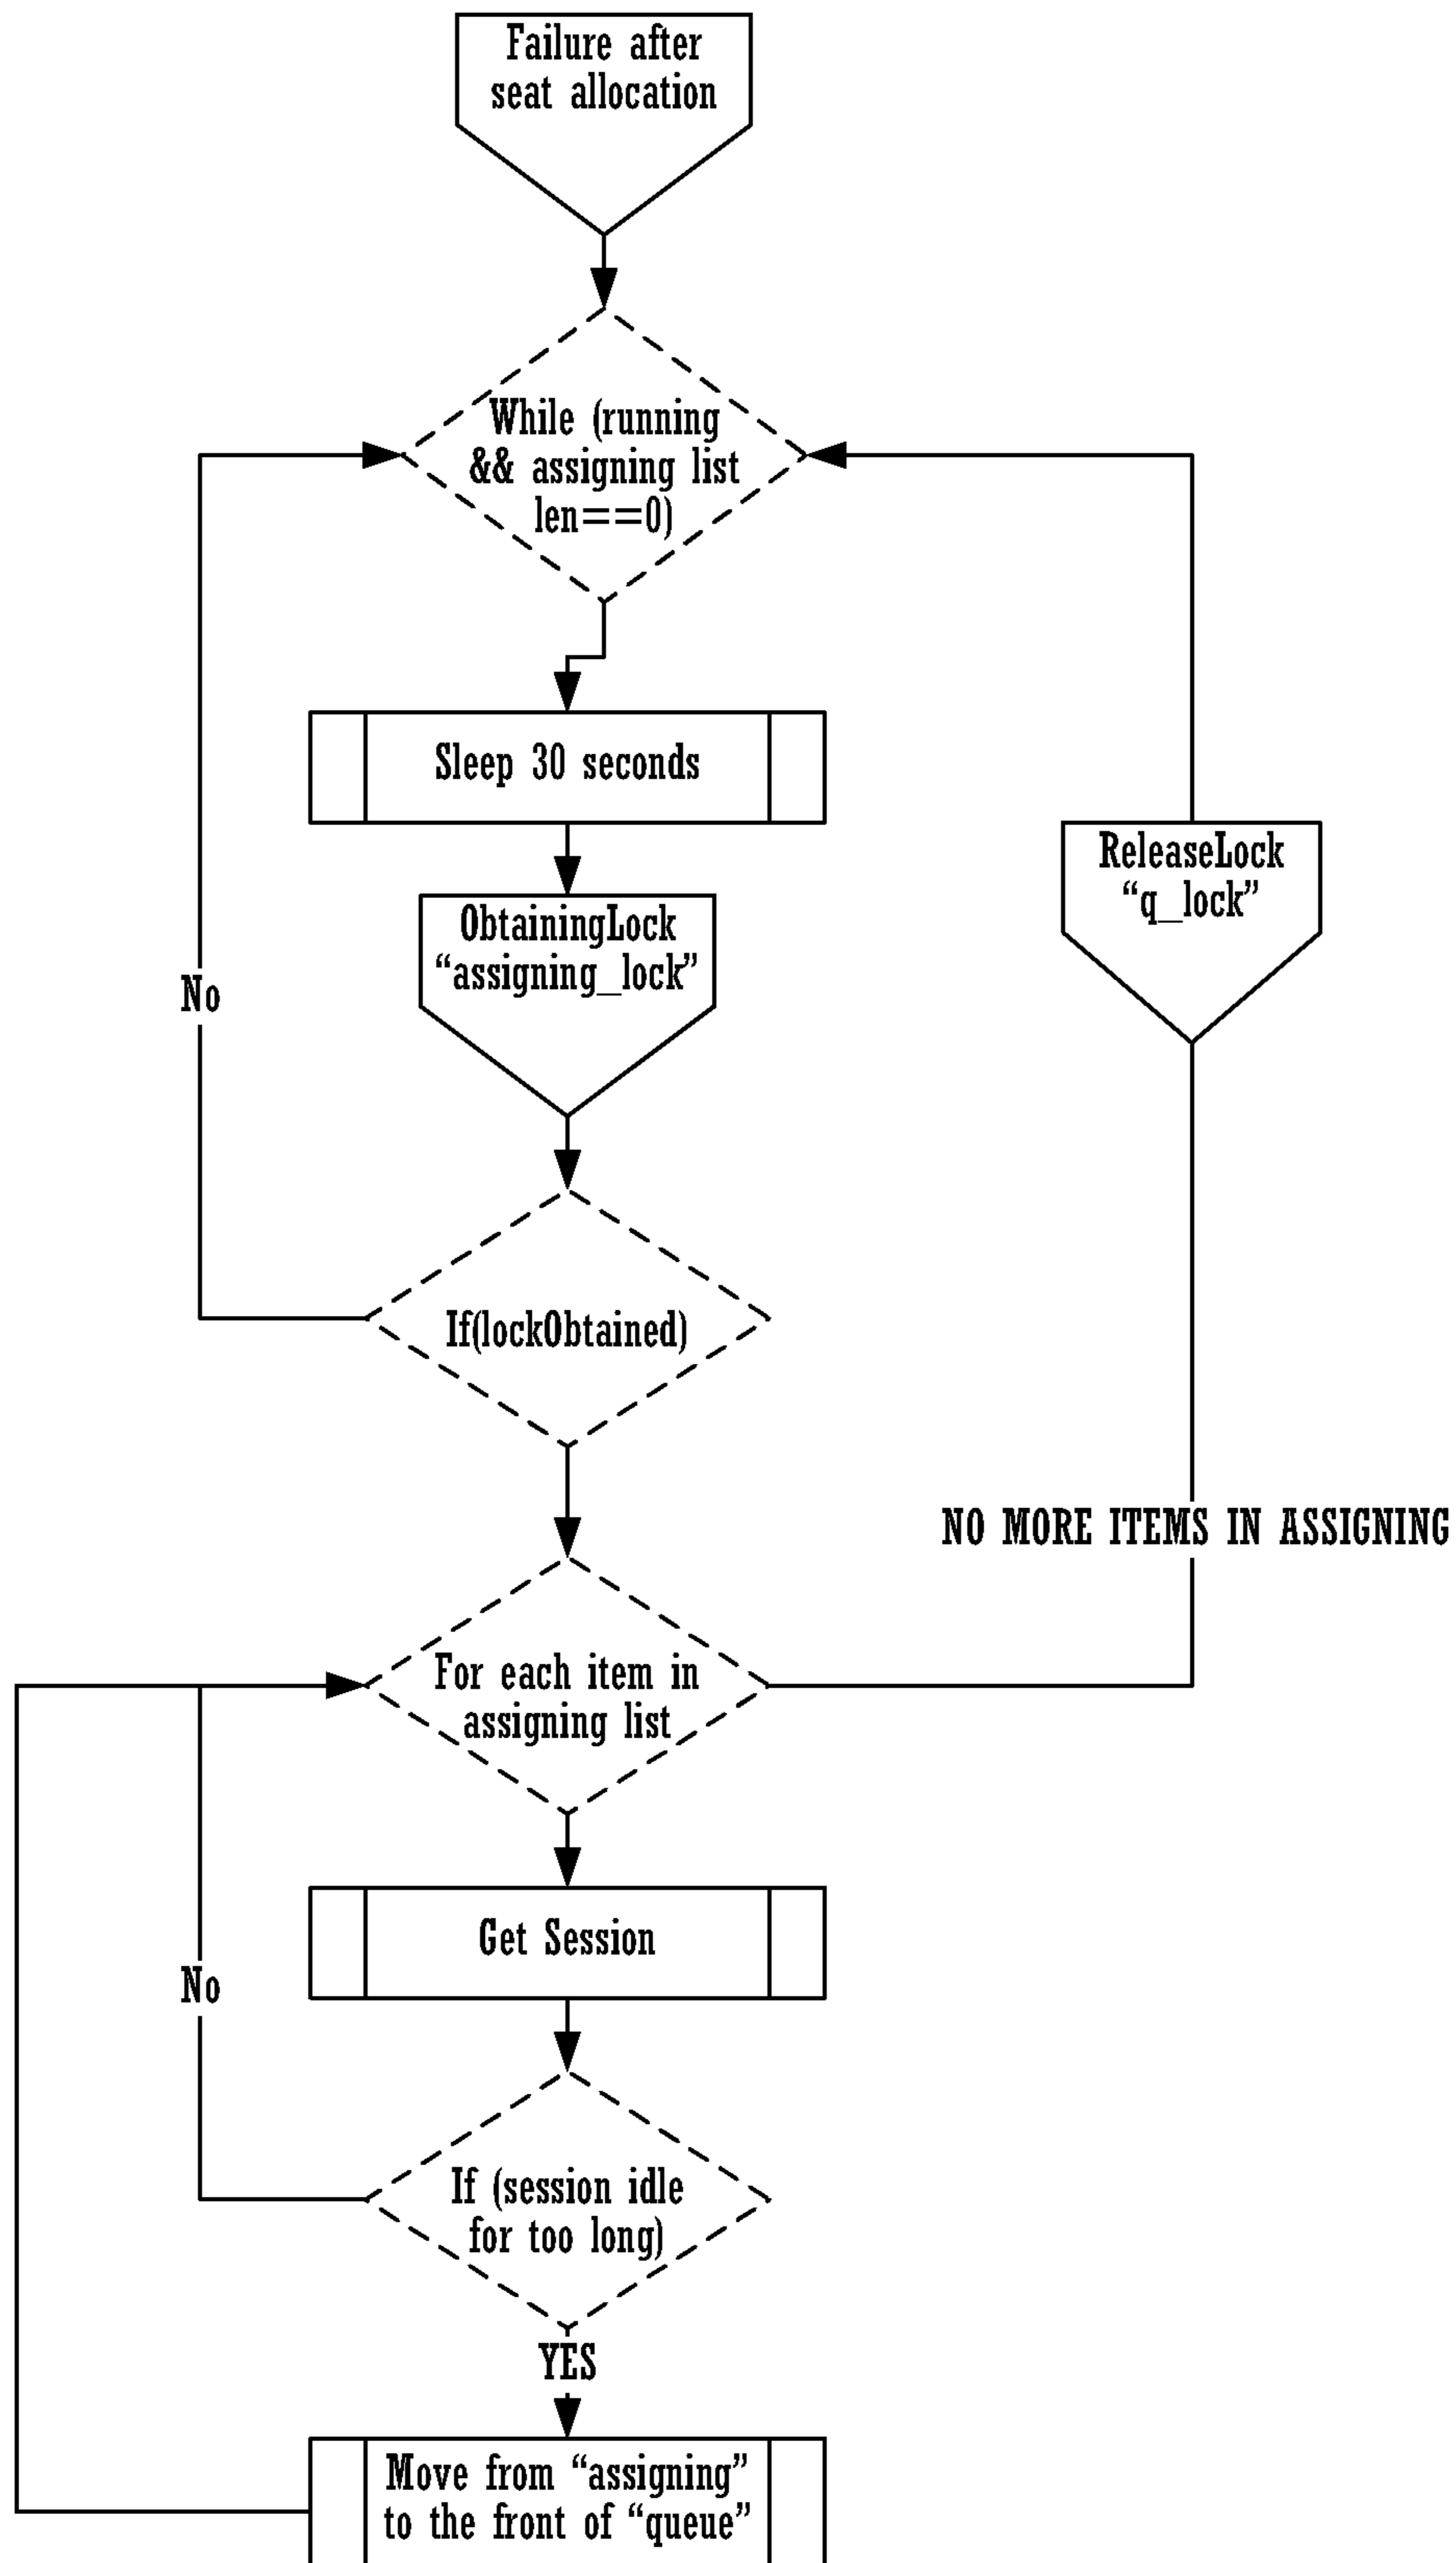 Failure after
seat allocation
While (running
&& assigning list
len==0)
Sleep 30 seconds
ObtainingLock
“assigning_lock”
ReleaseLock
“q_lock”
No
If(lockObtained)
NO MORE ITEMS IN ASSIGNING
For each item in
assigning list
Get Session
No
If (session idle
for too long)
YES
Move from “assigning”
to the front of “queue”